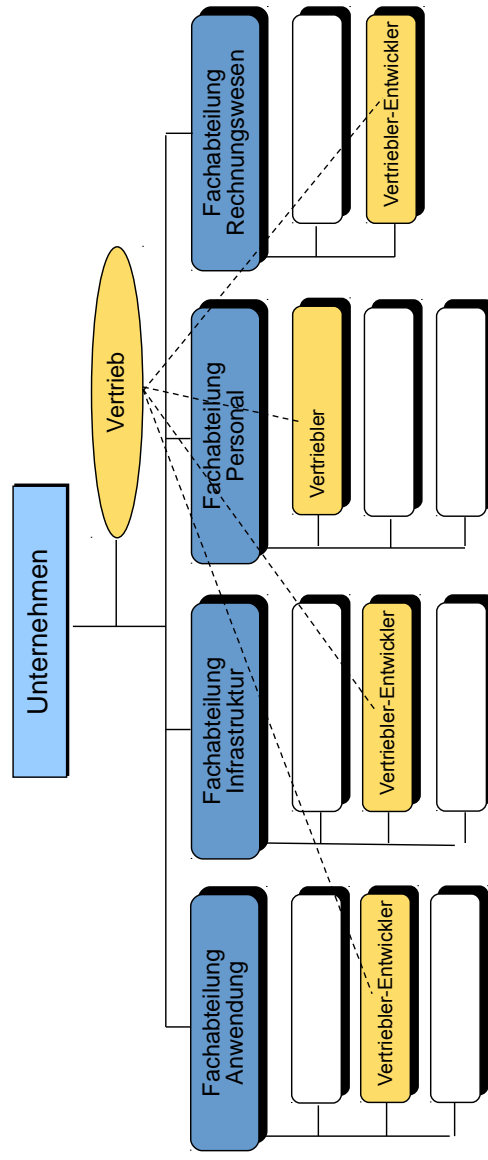 Unternehmen
Vertrieb
Fachabteilung
Anwendung
Fachabteilung
Infrastruktur
Fachabteilung
Personal
Fachabteilung
Rechnungswesen
Vertriebler-Entwickler
Vertriebler-Entwickler
Vertriebler
Vertriebler-Entwickler